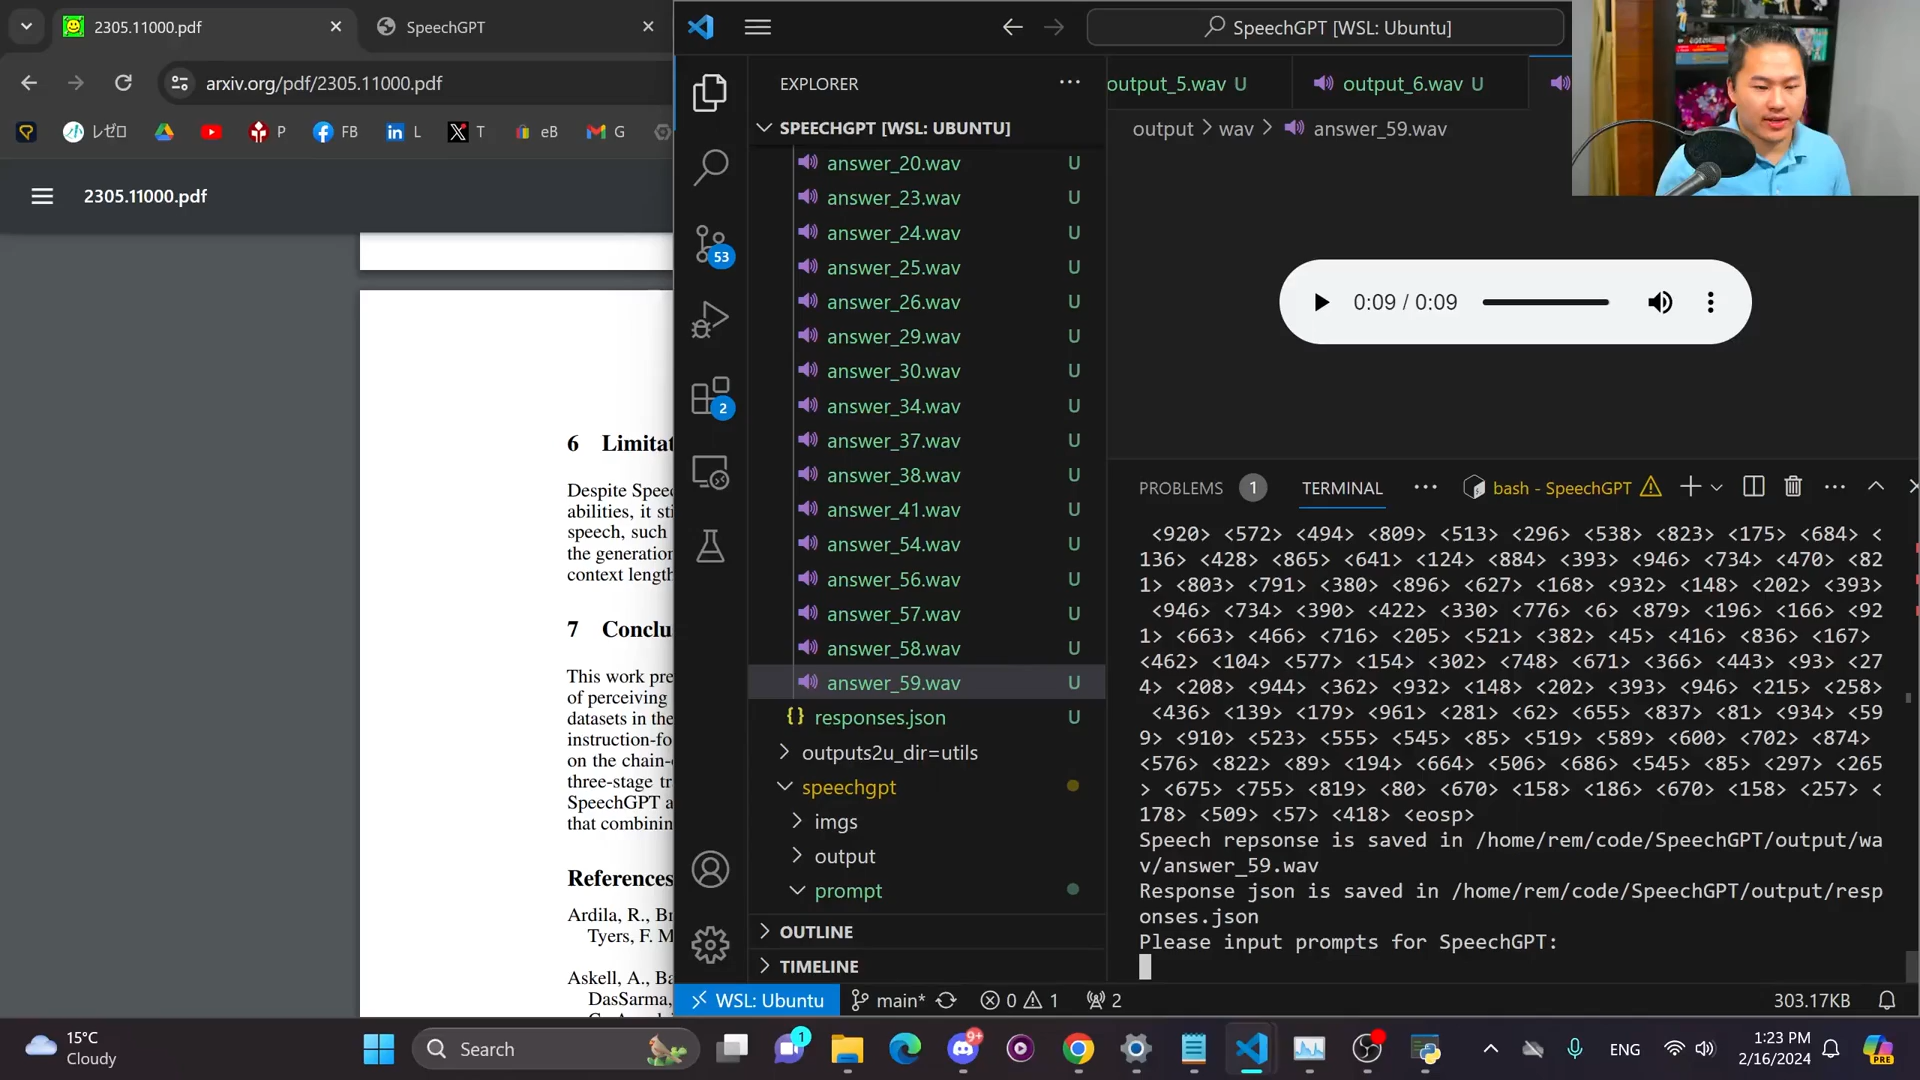 2305.11000.pdf
SpeechGPT
arxiv.org/pdf/2305.11000.pdf
レゼロ
P
FB
L
T
eB
G
2305.11000.pdf
6 Limitat
Despite Speec
abilities, it sti
speech, such
the generation
context length
7 Conclu
This work pre
of perceiving
datasets in the
instruction-fo
on the chain-
three-stage tr
SpeechGPT a
that combinin
References
Ardila, R., Br
Tyers, F. M
Askell, A., Ba
DasSarma,
SpeechGPT [WSL: Ubuntu]
EXPLORER
SPEECHGPT [WSL: UBUNTU]
answer_20.wav U
answer_23.wav U
answer_24.wav U
answer_25.wav U
answer_26.wav U
answer_29.wav U
answer_30.wav U
answer_34.wav U
answer_37.wav U
answer_38.wav U
answer_41.wav U
answer_54.wav U
answer_56.wav U
answer_57.wav U
answer_58.wav U
answer_59.wav U
{} responses.json U
outputs2u_dir=utils
speechgpt
imgs
output
prompt
OUTLINE
TIMELINE
53
2
output_5.wav U
output_6.wav U
output > wav > answer_59.wav
0:09 / 0:09
PROBLEMS 1
TERMINAL
bash - SpeechGPT
<920> <572> <494> <809> <513> <296> <538> <823> <175> <684> <
136> <428> <865> <641> <124> <884> <393> <946> <734> <470> <82
1> <803> <791> <380> <896> <627> <168> <932> <148> <202> <393>
<946> <734> <390> <422> <330> <776> <6> <879> <196> <166> <92
1> <663> <466> <716> <205> <521> <382> <45> <416> <836> <167>
<462> <104> <577> <154> <302> <748> <671> <366> <443> <93> <27
4> <208> <944> <362> <932> <148> <202> <393> <946> <215> <258>
<436> <139> <179> <961> <281> <62> <655> <837> <81> <934> <59
9> <910> <523> <555> <545> <85> <519> <589> <600> <702> <874>
<576> <822> <89> <194> <664> <506> <686> <545> <85> <297> <265
> <675> <755> <819> <80> <670> <158> <186> <670> <158> <257> <
178> <509> <57> <418> <eosp>
Speech repsonse is saved in /home/rem/code/SpeechGPT/output/wa
v/answer_59.wav
Response json is saved in /home/rem/code/SpeechGPT/output/resp
onses.json
Please input prompts for SpeechGPT:
WSL: Ubuntu
main*
0
1
2
303.17KB
15°C
Cloudy
Search
1
9+
ENG
1:23 PM
2/16/2024
PRE